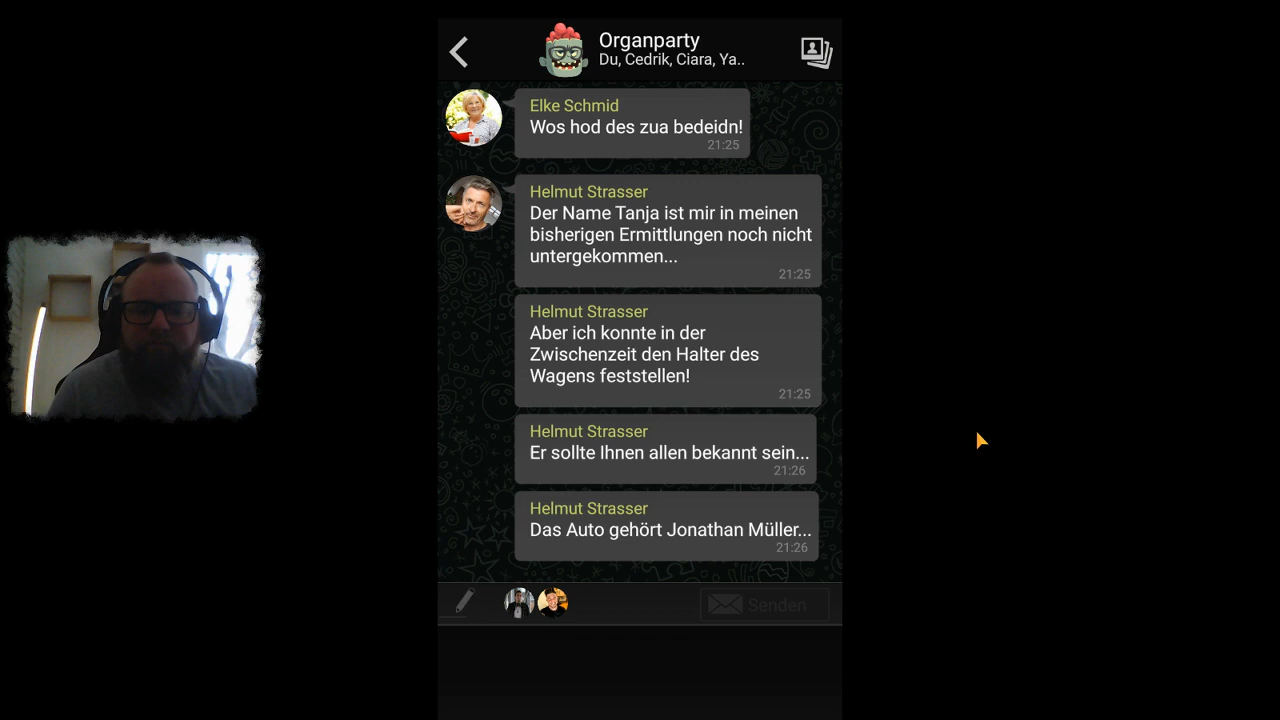 Organparty
Du, Cedrik, Ciara, Ya..
Elke Schmid
Wos hod des zua bedeidn!
21:25
Helmut Strasser
Der Name Tanja ist mir in meinen
bisherigen Ermittlungen noch nicht
untergekommen...
21:25
Helmut Strasser
Aber ich konnte in der
Zwischenzeit den Halter des
Wagens feststellen!
21:25
Helmut Strasser
Er sollte Ihnen allen bekannt sein...
21:26
Helmut Strasser
Das Auto gehört Jonathan Müller...
21:26
Senden